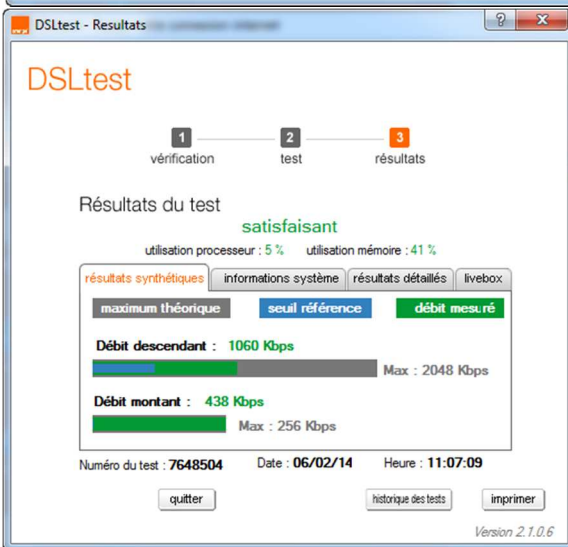 DSLtest - Resultats
DSLtest
1 2 3
vérification test résultats
Résultats du test
satisfaisant
utilisation processeur : 5 % utilisation mémoire : 41 %
résultats synthétiques informations système résultats détaillés livebox
maximum théorique seuil référence débit mesuré
Débit descendant : 1060 Kbps
Max : 2048 Kbps
Débit montant : 438 Kbps
Max : 256 Kbps
Numéro du test : 7648504 Date : 06/02/14 Heure : 11:07:09
quitter historique des tests imprimer
Version 2.1.0.6